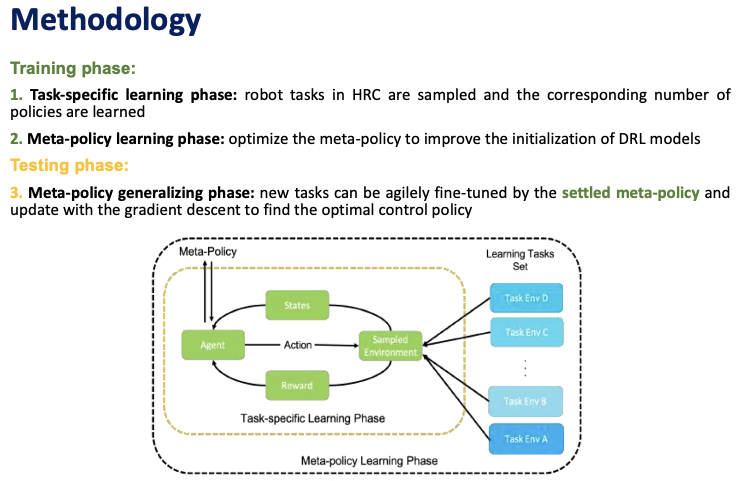 Methodology
Training phase:
1. Task-specific learning phase: robot tasks in HRC are sampled and the corresponding number of
policies are learned
2. Meta-policy learning phase: optimize the meta-policy to improve the initialization of DRL models
Testing phase:
3. Meta-policy generalizing phase: new tasks can be agilely fine-tuned by the settled meta-policy and
update with the gradient descent to find the optimal control policy
Meta-Policy
Learning Tasks
Set
States
Task Env D
Task Env C
Agent
Action
Sampled
Environment
Reward
Task Env B
Task Env A
Task-specific Learning Phase
Meta-policy Learning Phase